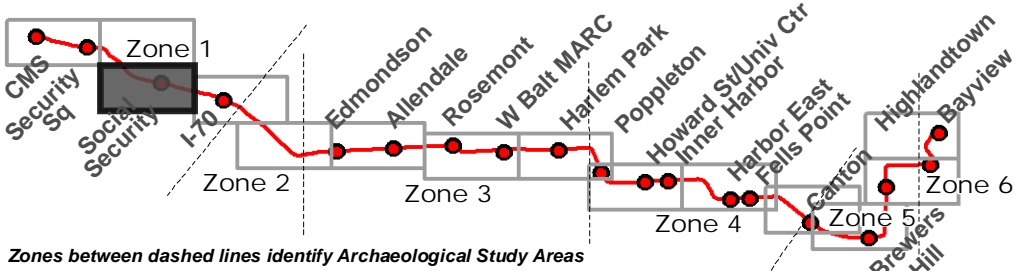 CMS
Security
Sq
Social
Security
I-70
Zone 1
Zone 2
Edmondson
Allendale
Rosemont
W Balt MARC
Harlem Park
Zone 3
Poppleton
Howard St/Univ Ctr
Inner Harbor
Harbor East
Fells Point
Zone 4
Canton
Zone 5
Brewers
Hill
Highlandtown
Bayview
Zone 6
Zones between dashed lines identify Archaeological Study Areas